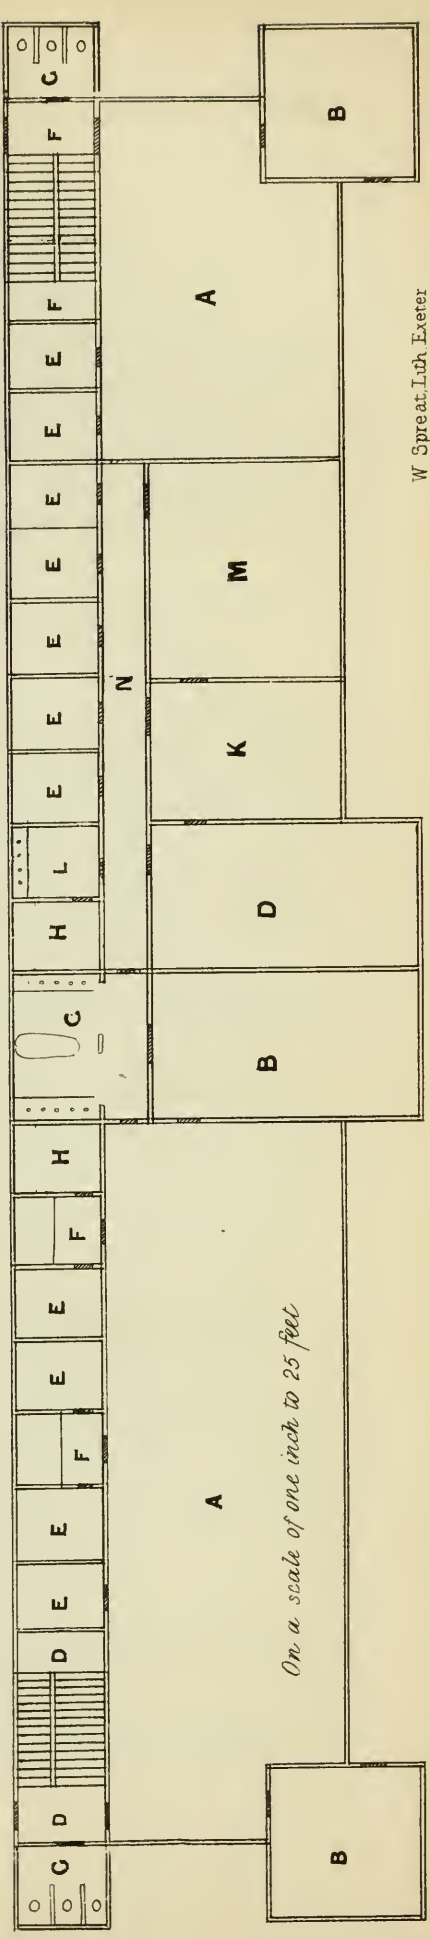 G D D E E F E E F H C H L E E E E E E E F F G
N
A K M A
B B D B
On a scale of one inch to 25 feet
W Spreat, Lith. Exeter